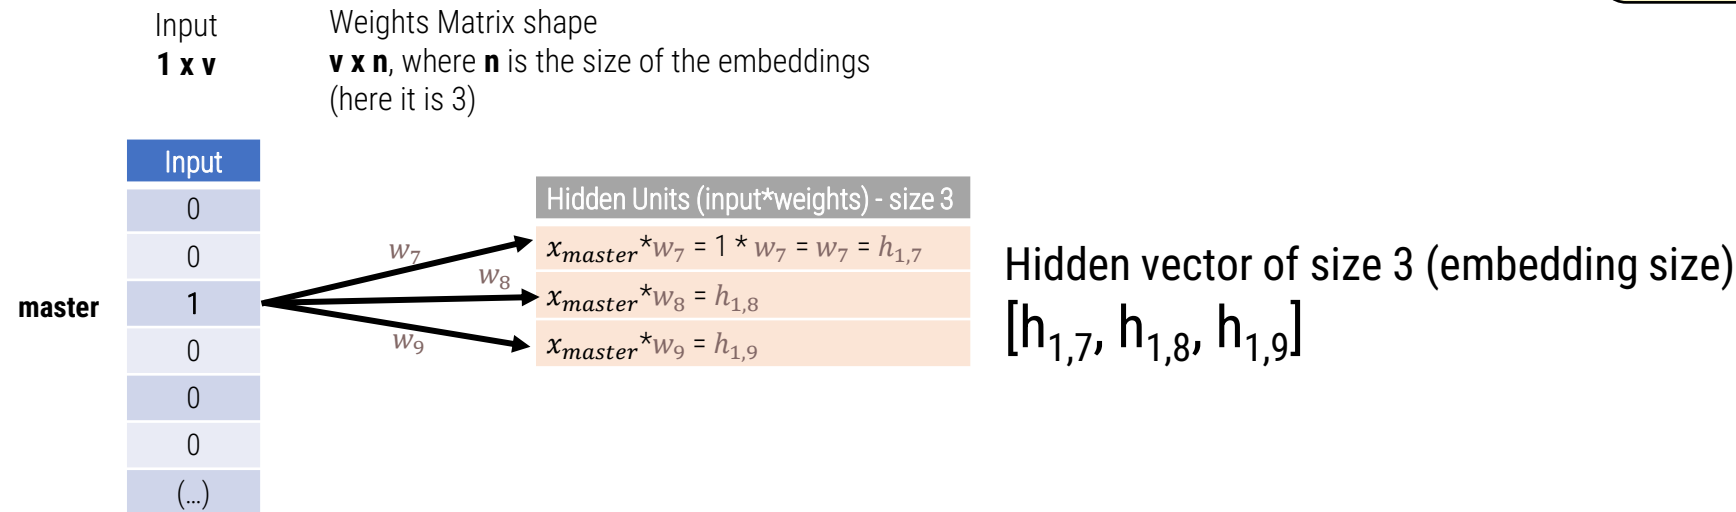 Input
1 x v
Weights Matrix shape
v x n, where n is the size of the embeddings
(here it is 3)
Input
0
0
master
1
0
0
0
(...)
w₇
w₈
w₉
Hidden Units (input*weights) - size 3
x_master*w₇ = 1 * w₇ = w₇ = h₁,₇
x_master*w₈ = h₁,₈
x_master*w₉ = h₁,₉
Hidden vector of size 3 (embedding size)
[h₁,₇, h₁,₈, h₁,₉]